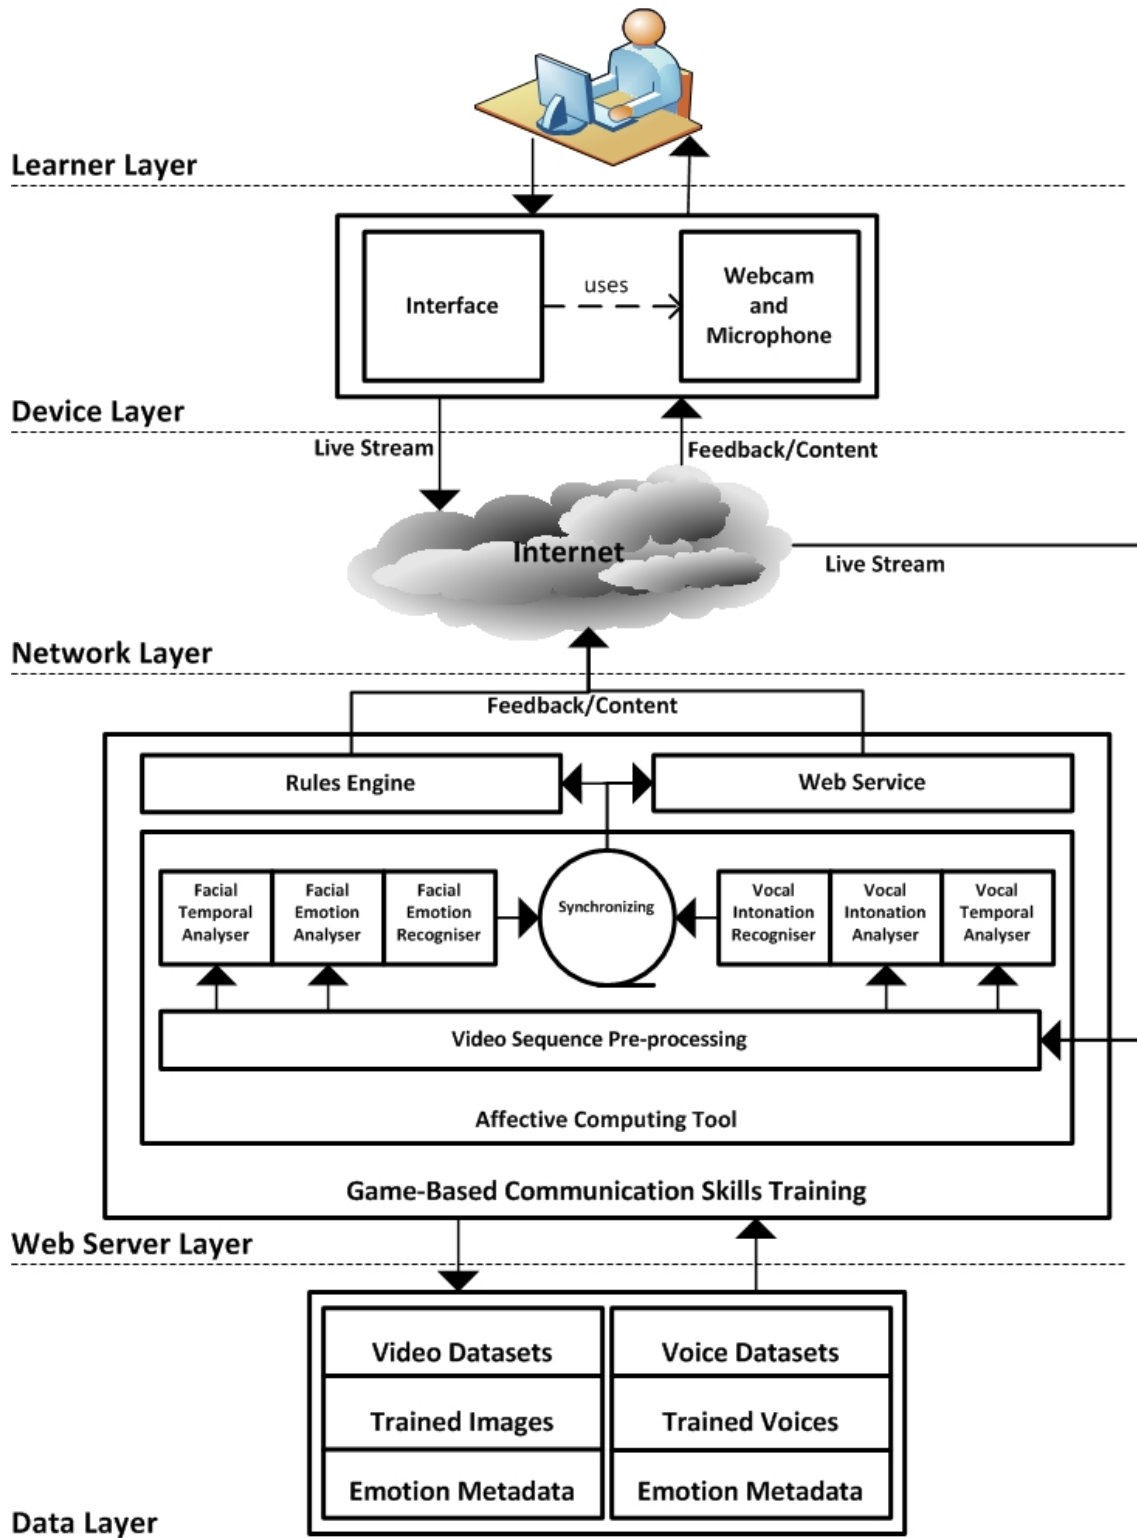 Learner Layer
Interface
uses
Webcam
and
Microphone
Device Layer
Live Stream
Feedback/Content
Internet
Live Stream
Network Layer
Feedback/Content
Rules Engine
Web Service
Facial
Temporal
Analyser
Facial
Emotion
Analyser
Facial
Emotion
Recogniser
Synchronizing
Vocal
Intonation
Recogniser
Vocal
Intonation
Analyser
Vocal
Temporal
Analyser
Video Sequence Pre-processing
Affective Computing Tool
Game-Based Communication Skills Training
Web Server Layer
Video Datasets
Voice Datasets
Trained Images
Trained Voices
Emotion Metadata
Emotion Metadata
Data Layer